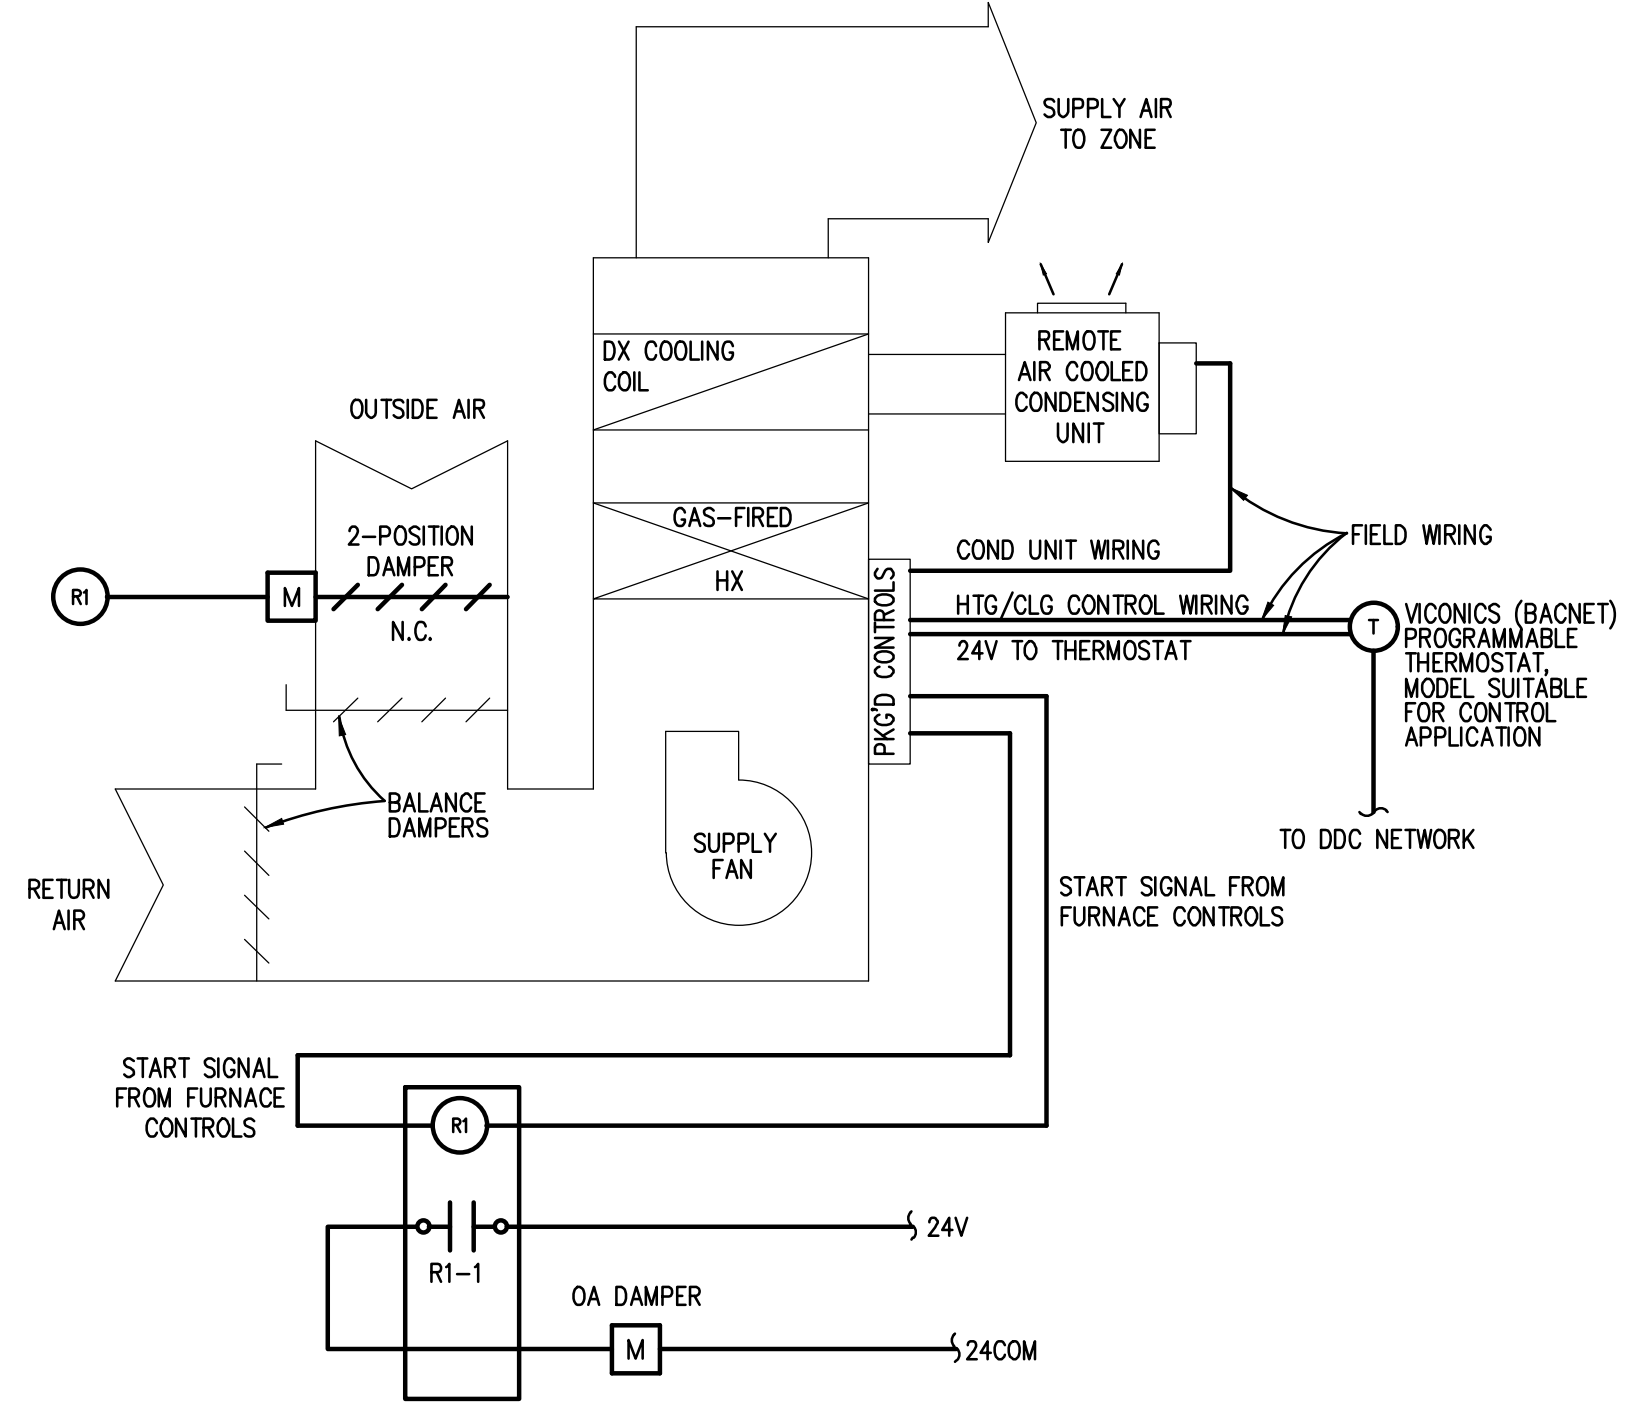 SUPPLY AIR
TO ZONE
DX COOLING
COIL
REMOTE
AIR COOLED
CONDENSING
UNIT
OUTSIDE AIR
GAS-FIRED
HX
2-POSITION
DAMPER
N.C.
R1
M
COND UNIT WIRING
FIELD WIRING
HTG/CLG CONTROL WIRING
24V TO THERMOSTAT
PKG'D CONTROLS
T
VICONICS (BACNET)
PROGRAMMABLE
THERMOSTAT,
MODEL SUITABLE
FOR CONTROL
APPLICATION
TO DDC NETWORK
BALANCE
DAMPERS
SUPPLY
FAN
RETURN
AIR
START SIGNAL FROM
FURNACE CONTROLS
START SIGNAL
FROM FURNACE
CONTROLS
R1
R1-1
24V
OA DAMPER
M
24COM